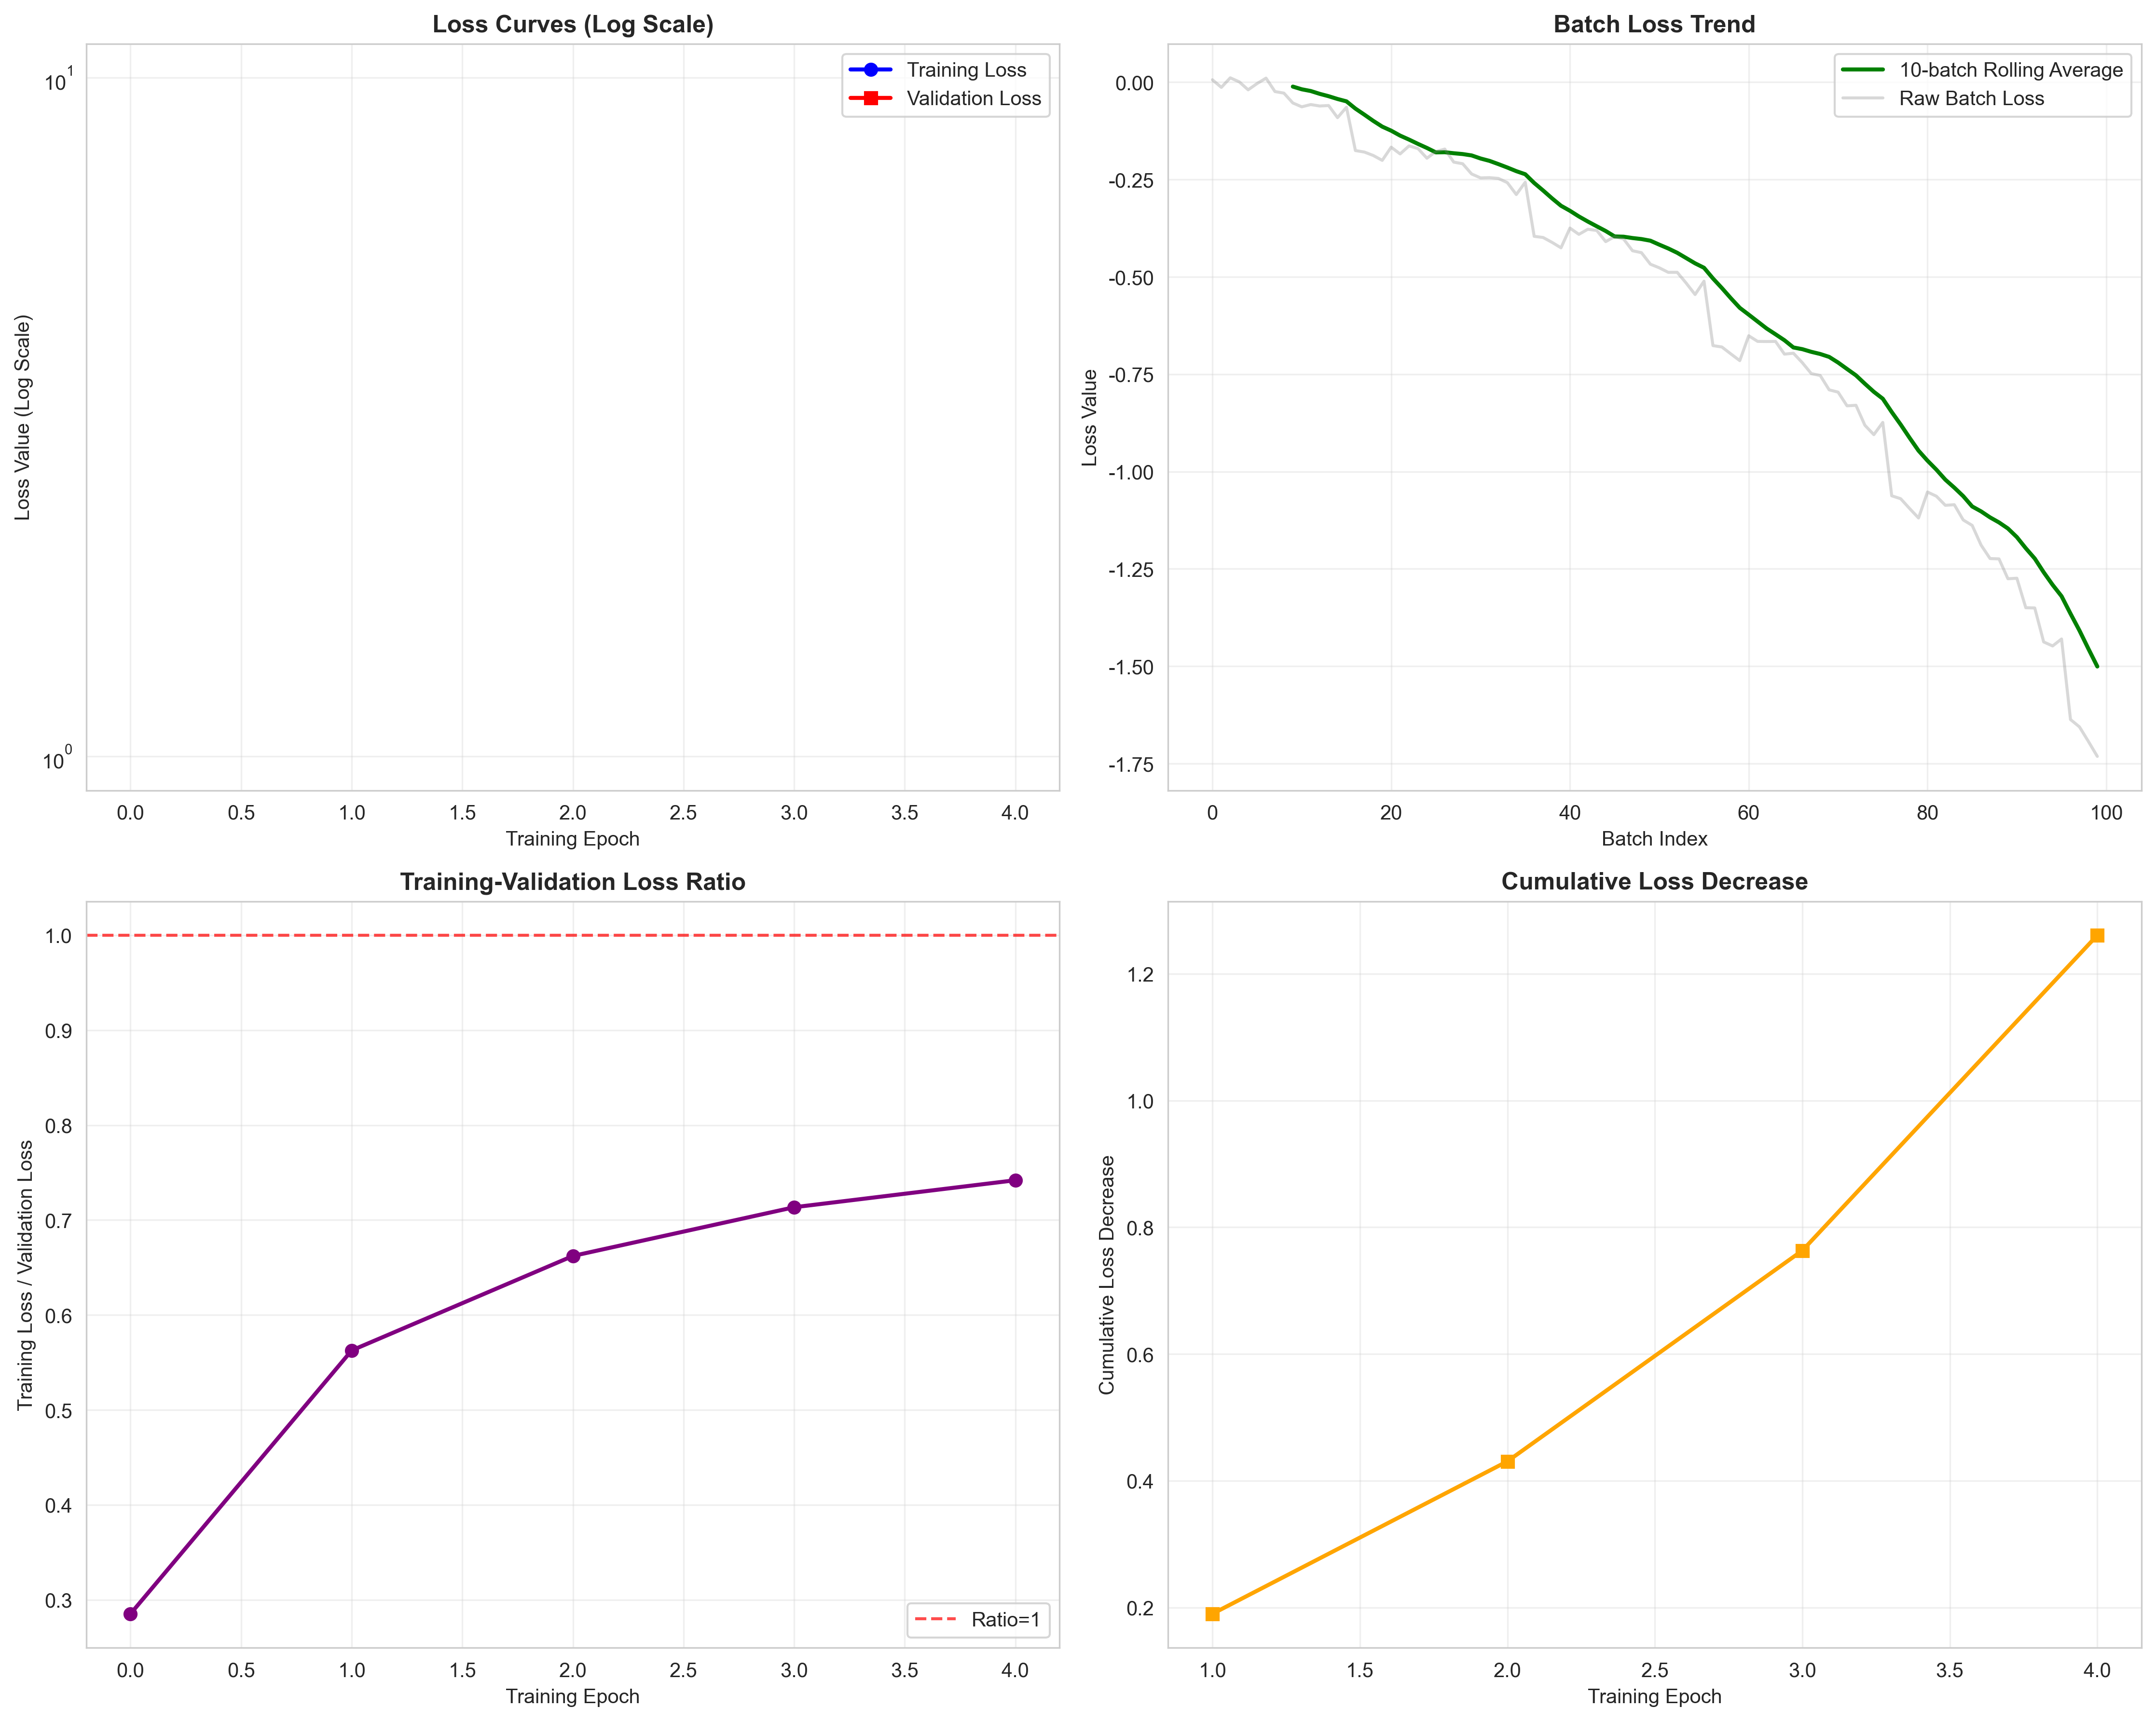 Loss Curves (Log Scale)
Loss Value (Log Scale)
10¹
10⁰
Training Loss
Validation Loss
0.0 0.5 1.0 1.5 2.0 2.5 3.0 3.5 4.0
Training Epoch
Batch Loss Trend
Loss Value
0.00
-0.25
-0.50
-0.75
-1.00
-1.25
-1.50
-1.75
10-batch Rolling Average
Raw Batch Loss
0 20 40 60 80 100
Batch Index
Training-Validation Loss Ratio
Training Loss / Validation Loss
1.0
0.9
0.8
0.7
0.6
0.5
0.4
0.3
Ratio=1
0.0 0.5 1.0 1.5 2.0 2.5 3.0 3.5 4.0
Training Epoch
Cumulative Loss Decrease
Cumulative Loss Decrease
1.2
1.0
0.8
0.6
0.4
0.2
1.0 1.5 2.0 2.5 3.0 3.5 4.0
Training Epoch